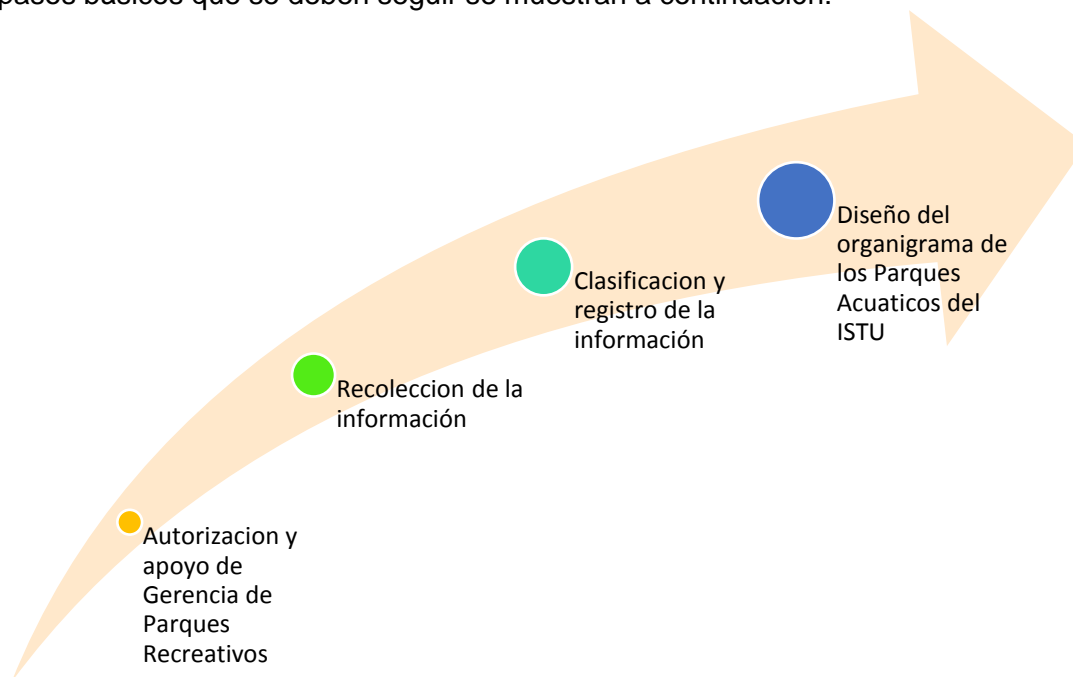 pasos básicos que se deben seguir se muestran a continuación:
Autorizacion y
apoyo de
Gerencia de
Parques
Recreativos
Recoleccion de la
información
Clasificacion y
registro de la
información
Diseño del
organigrama de
los Parques
Acuaticos del
ISTU